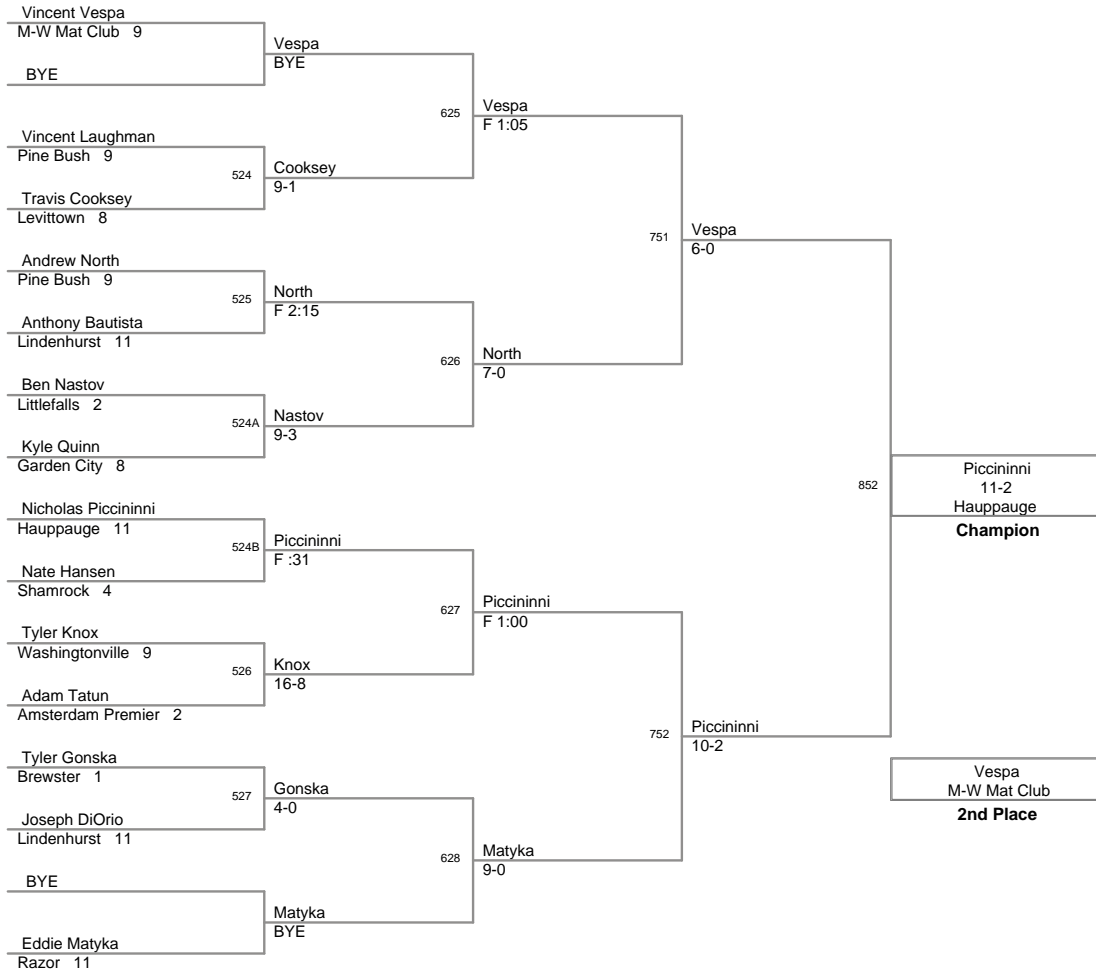 Vincent Vespa
M-W Mat Club 9
BYE
Vespa
BYE
Vincent Laughman
Pine Bush 9
524
Travis Cooksey
Levittown 8
Cooksey
9-1
625
Vespa
F 1:05
Andrew North
Pine Bush 9
525
Anthony Bautista
Lindenhurst 11
North
F 2:15
Ben Nastov
Littlefalls 2
524A
Kyle Quinn
Garden City 8
Nastov
9-3
626
North
7-0
751
Vespa
6-0
Nicholas Piccininni
Hauppauge 11
524B
Nate Hansen
Shamrock 4
Piccininni
F :31
Tyler Knox
Washingtonville 9
526
Adam Tatun
Amsterdam Premier 2
Knox
16-8
627
Piccininni
F 1:00
Tyler Gonska
Brewster 1
527
Joseph DiOrio
Lindenhurst 11
Gonska
4-0
BYE
Eddie Matyka
Razor 11
Matyka
BYE
628
Matyka
9-0
752
Piccininni
10-2
852
Piccininni
11-2
Hauppauge
Champion
Vespa
M-W Mat Club
2nd Place